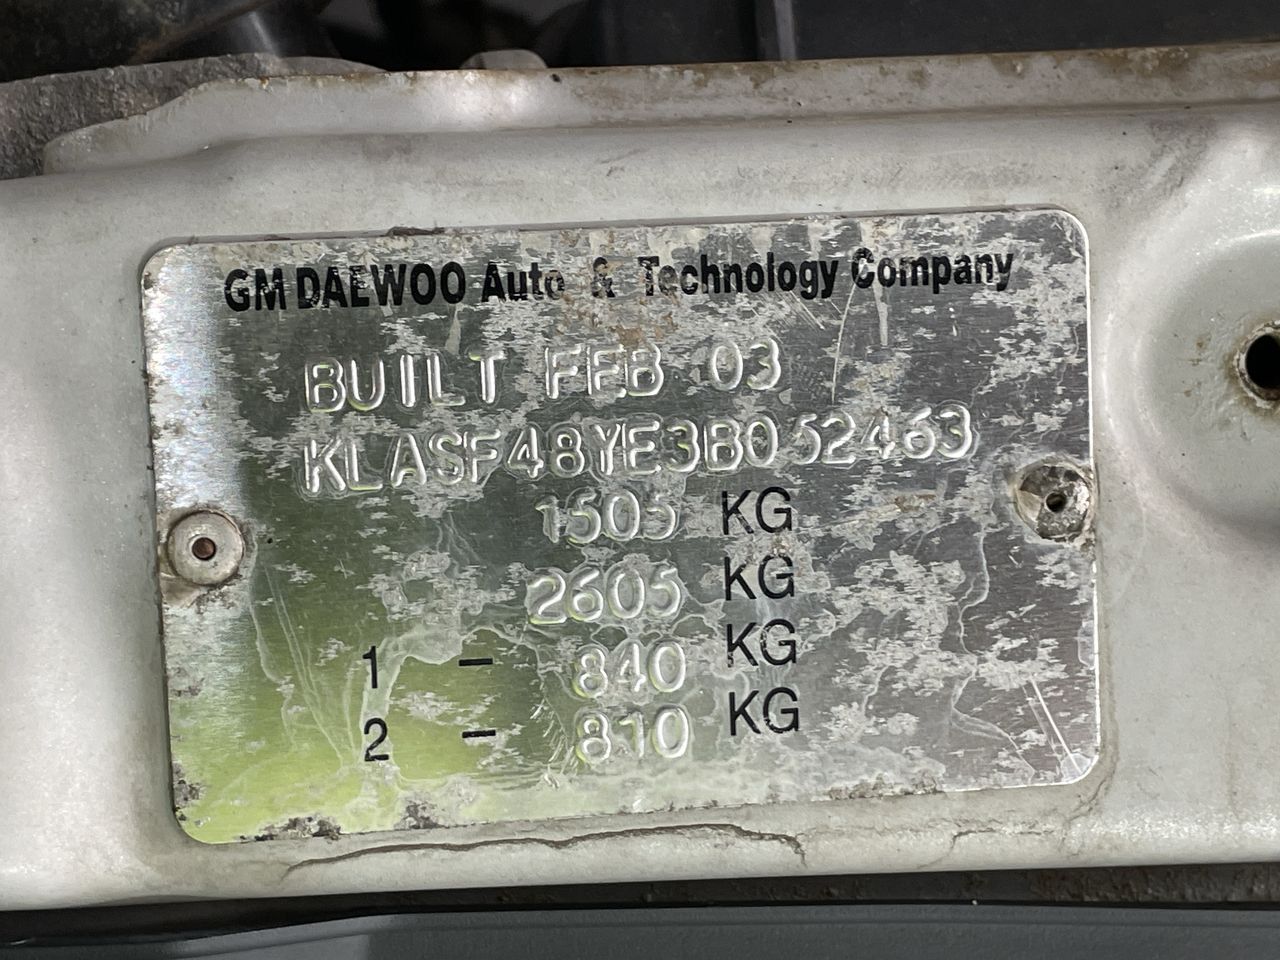 GM DAEWOO Auto & Technology Company
BUILT FEB 03
KLASF48YE3B052463
1505 KG
2605 KG
1 - 840 KG
2 - 810 KG